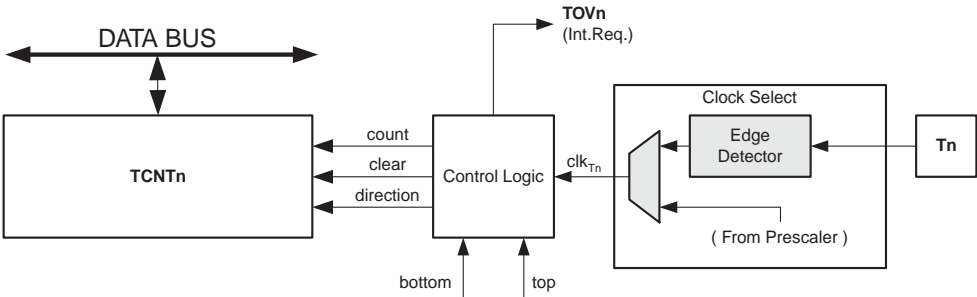 TOVn
(Int.Req.)
DATA BUS
Clock Select
count
clear
direction
TCNTn
Control Logic
clkTn
Edge
Detector
Tn
( From Prescaler )
bottom
top